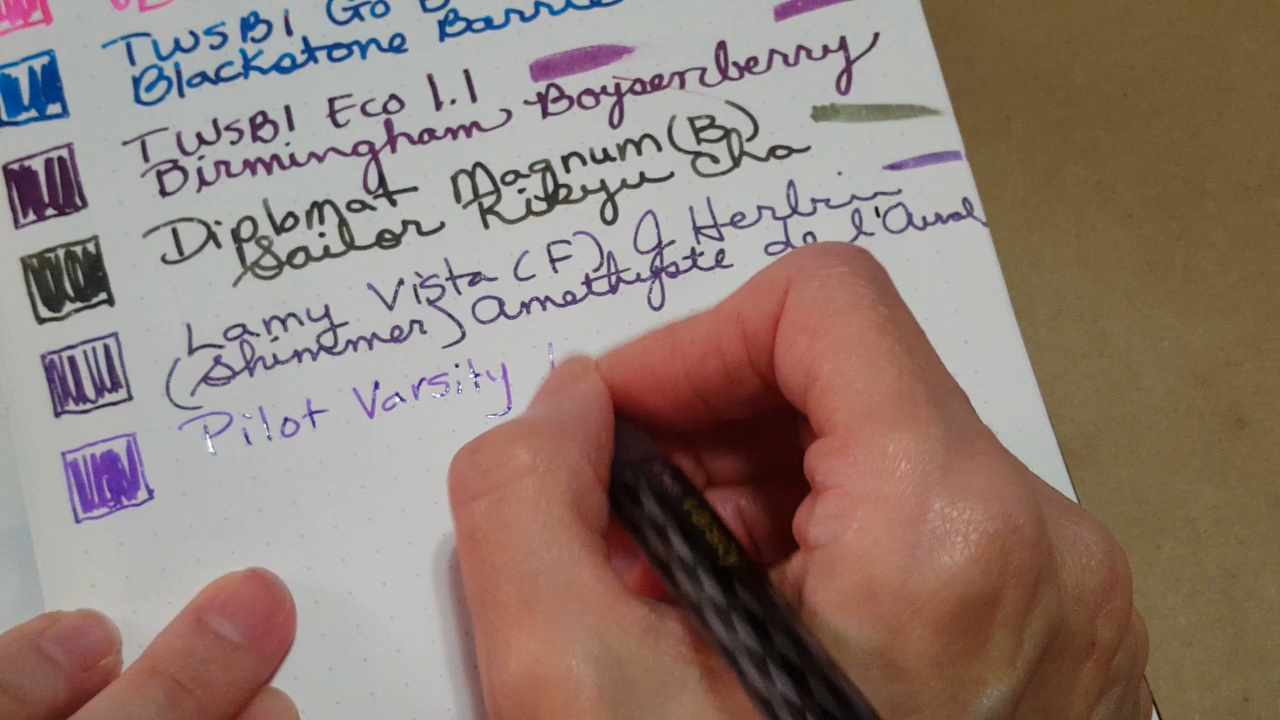 TWSBI Go B
Blackstone Barrie
TWSBI Eco 1.1
Birmingham - Boysenberry
Diplomat Magnum (B)
Sailor Rikyu Cha
Lamy Vista (F) J Herbin
(Shimmer) Amethyste de l'Oural
Pilot Varsity